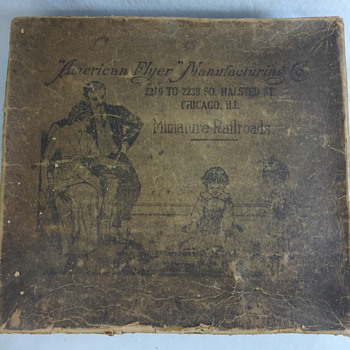 "American Flyer" Manufacturing Co.
2219 TO 2239 SO. HALSTED ST.
CHICAGO, ILL.
Miniature Railroads.